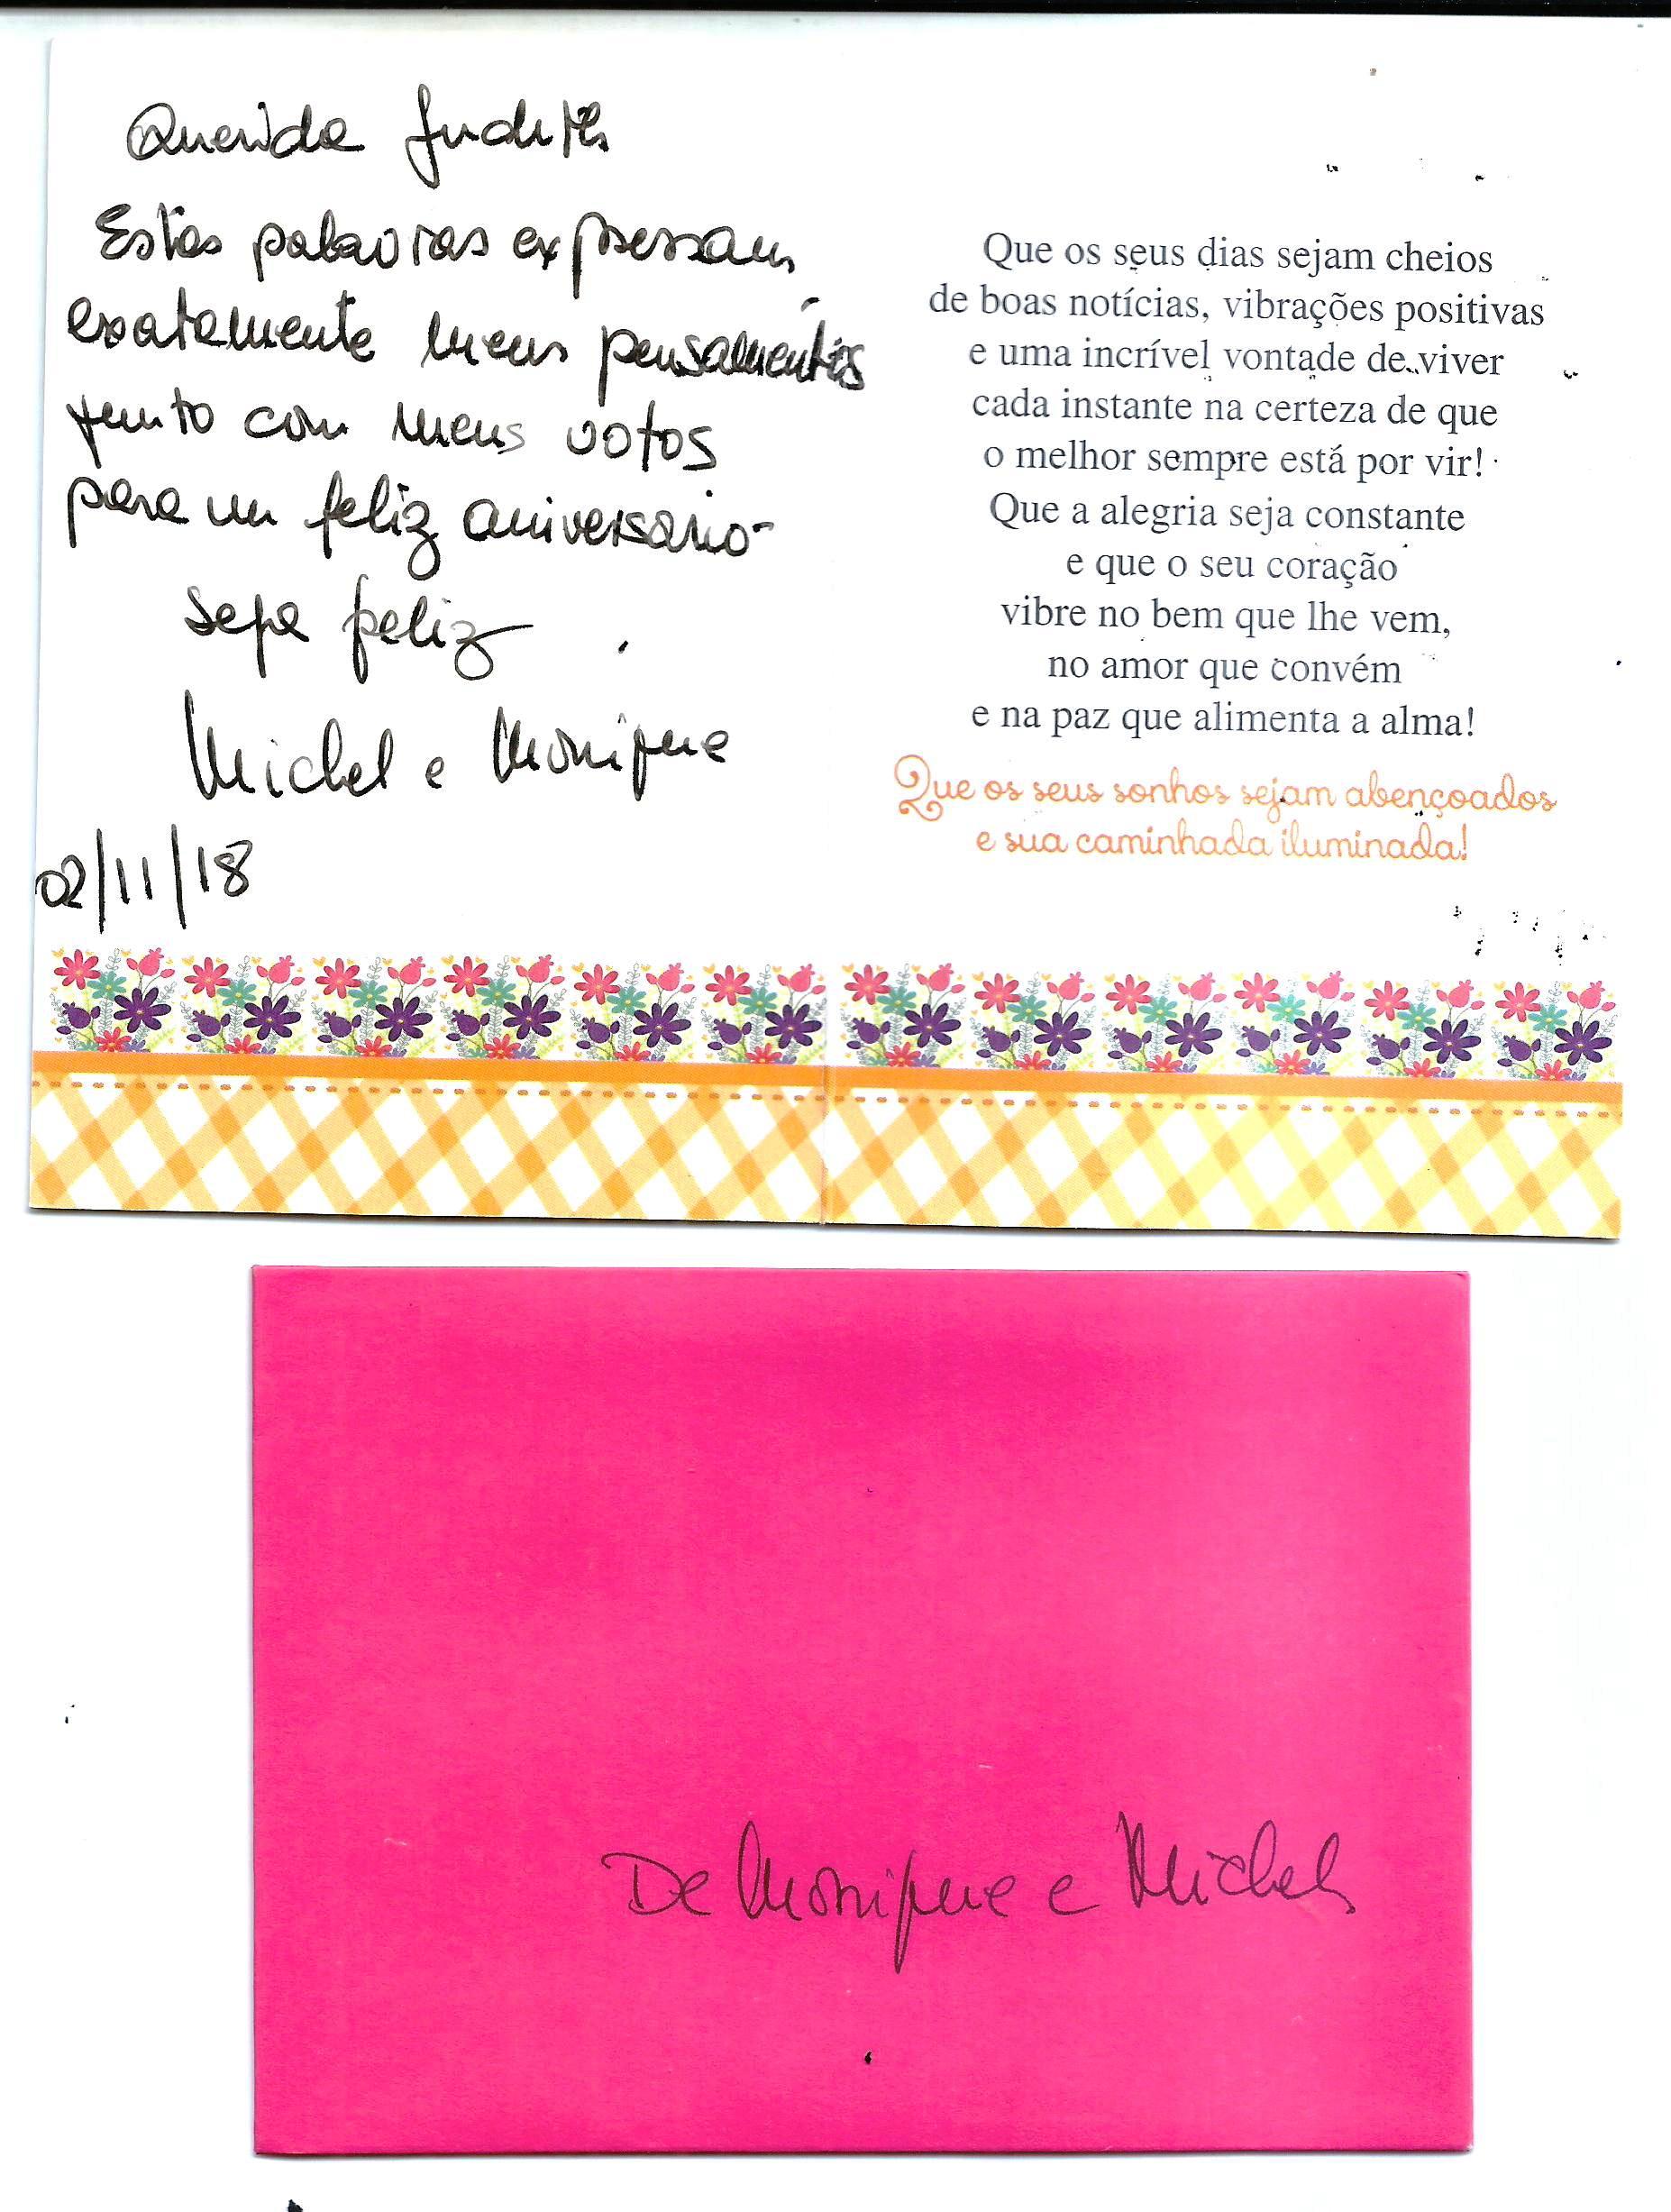 Querida Judith
Estas palavras expressam
exatamente meus pensamentos
junto com meus votos
para um feliz aniversário
Seja feliz
Michel e Monique
02/11/18
Que os seus dias sejam cheios
de boas notícias, vibrações positivas
e uma incrível vontade de viver
cada instante na certeza de que
o melhor sempre está por vir!
Que a alegria seja constante
e que o seu coração
vibre no bem que lhe vem,
no amor que convém
e na paz que alimenta a alma!
Que os seus sonhos sejam abençoados
e sua caminhada iluminada!
De Monique e Michel